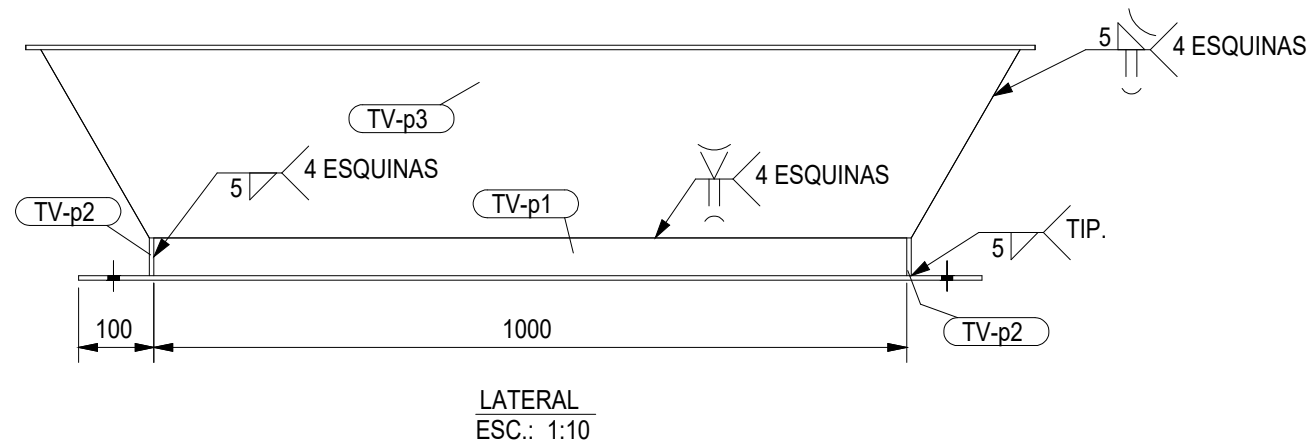 5
4 ESQUINAS
TV-p3
4 ESQUINAS
5
4 ESQUINAS
TV-p2
TV-p1
TIP.
5
100
1000
TV-p2
LATERAL
ESC.: 1:10